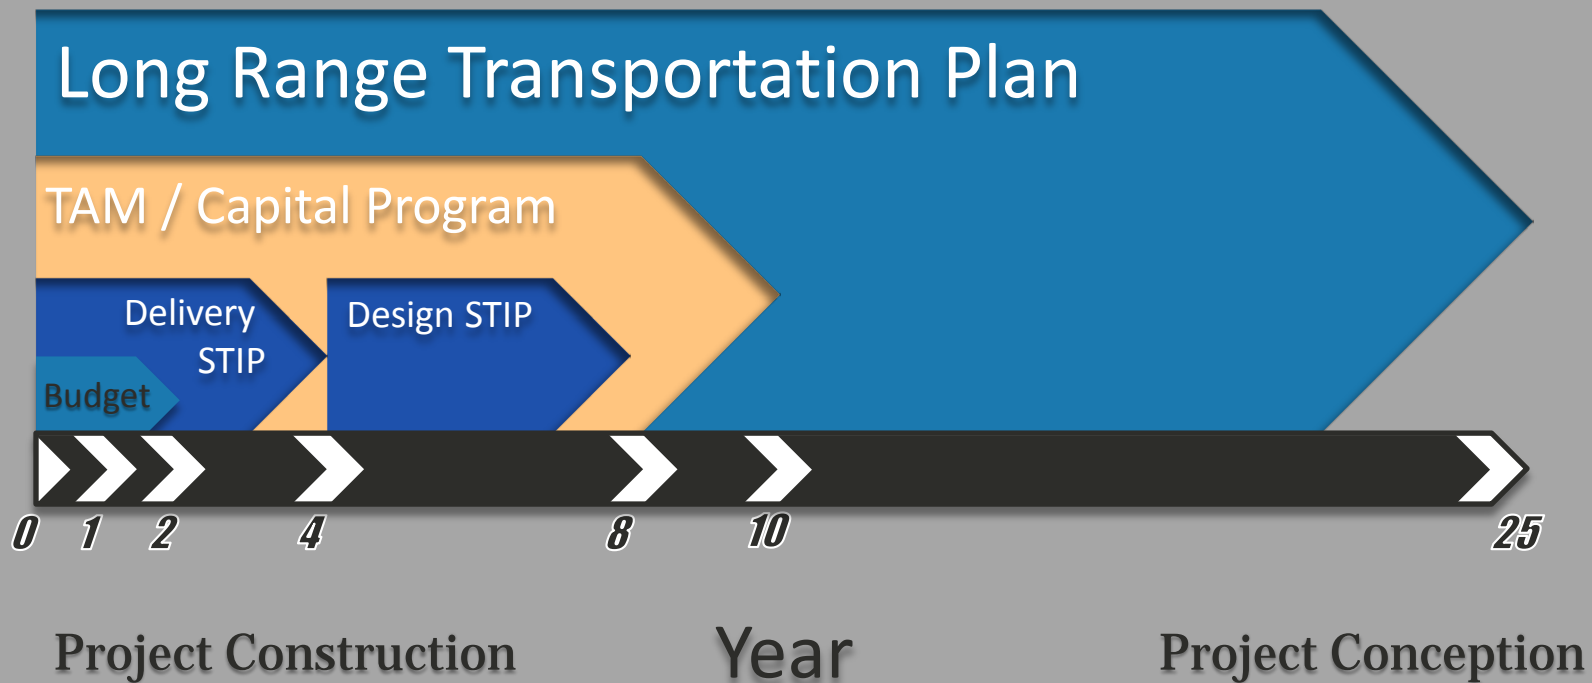 Long Range Transportation Plan
TAM / Capital Program
Delivery
STIP
Design STIP
Budget
0 1 2 4 8 10 25
Project Construction Year Project Conception